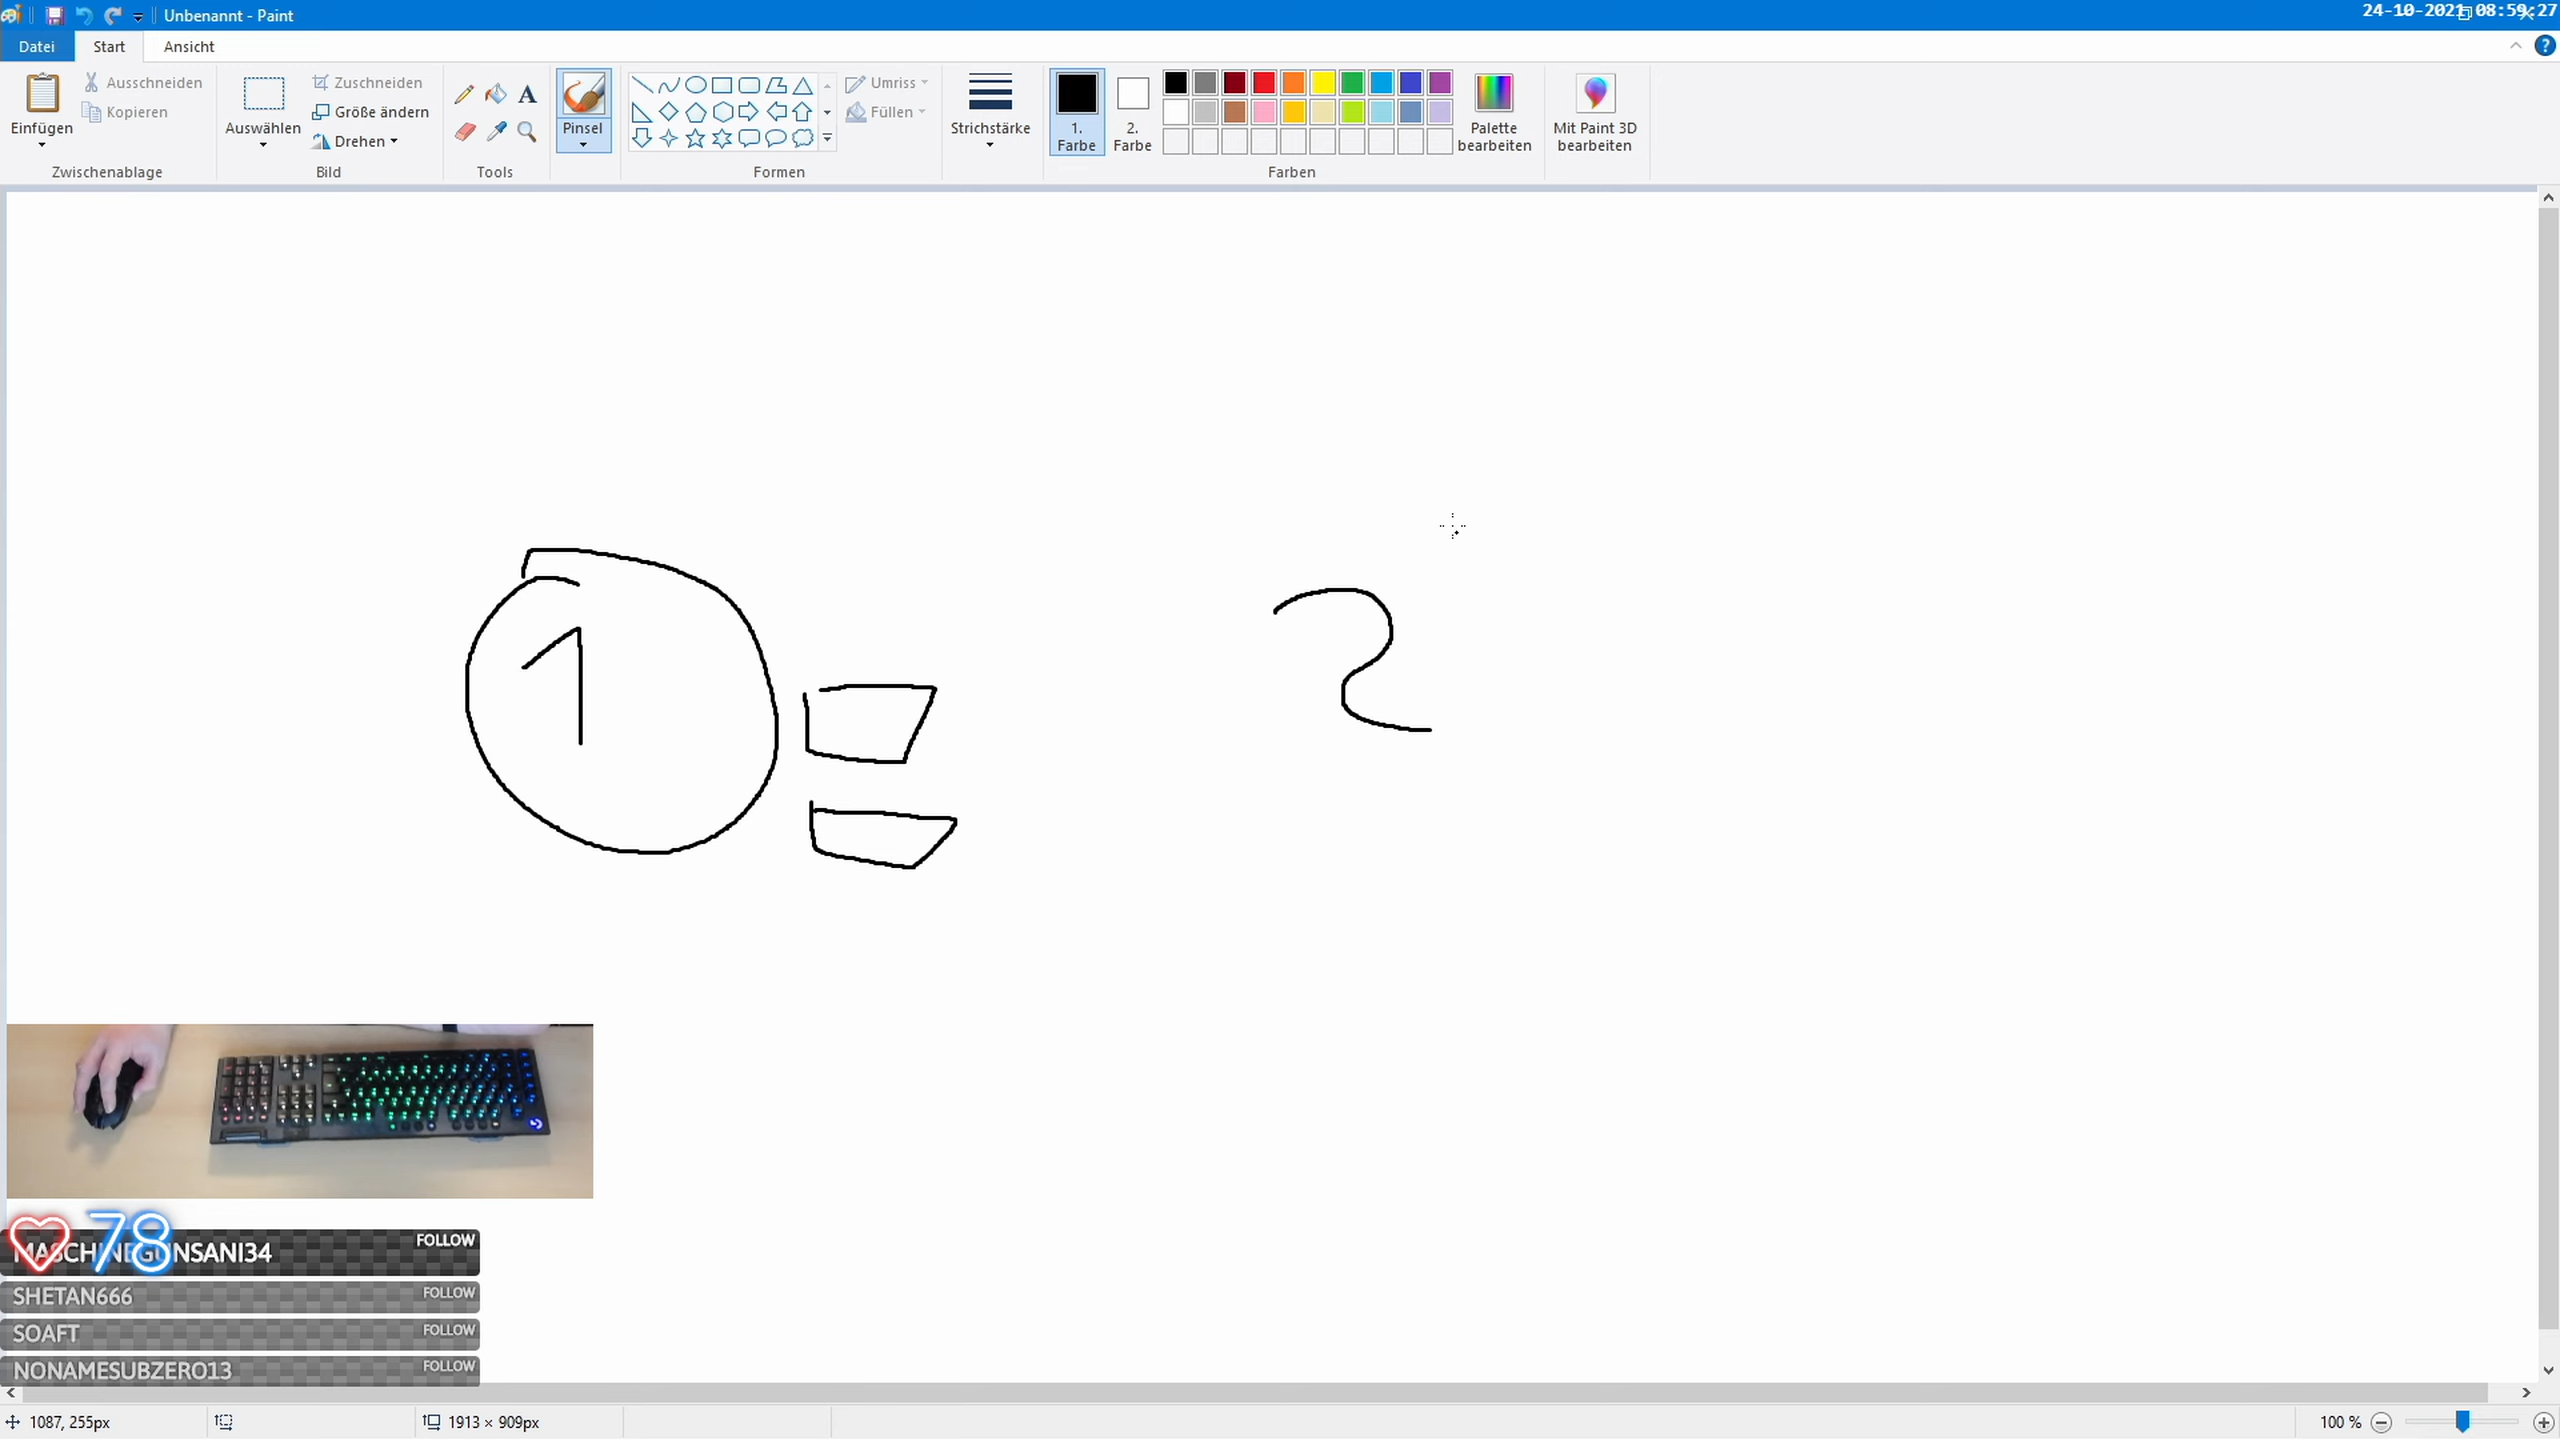 Unbenannt - Paint
24-10-2021 08:59:27
Datei Start Ansicht
Einfügen
Ausschneiden
Kopieren
Zwischenablage
Auswählen
Zuschneiden
Größe ändern
Drehen
Bild
A
Tools
Pinsel
Umriss
Füllen
Formen
Strichstärke
1.
Farbe
2.
Farbe
Palette
bearbeiten
Farben
Mit Paint 3D
bearbeiten
1
2
78
MASCHINEGUNSANI34 FOLLOW
SHETAN666 FOLLOW
SOAFT FOLLOW
NONAMESUBZERO13 FOLLOW
1087, 255px
1913 × 909px
100 %